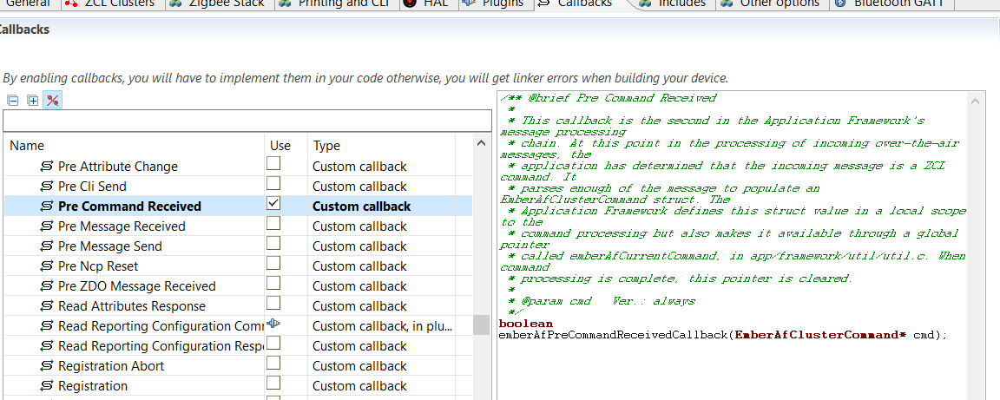 General ZCL Clusters Zigbee Stack Printing and CLI HAL Plugins Callbacks Includes Other options Bluetooth GATT
Callbacks
By enabling callbacks, you will have to implement them in your code otherwise, you will get linker errors when building your device.
Name Use Type
Pre Attribute Change Custom callback
Pre Cli Send Custom callback
Pre Command Received Custom callback
Pre Message Received Custom callback
Pre Message Send Custom callback
Pre Ncp Reset Custom callback
Pre ZDO Message Received Custom callback
Read Attributes Response Custom callback
Read Reporting Configuration Comm Custom callback, in plu...
Read Reporting Configuration Respo Custom callback
Registration Abort Custom callback
Registration Custom callback
/** @brief Pre Command Received
*
* This callback is the second in the Application Framework's
message processing
* chain. At this point in the processing of incoming over-the-air
messages, the
* application has determined that the incoming message is a ZCL
command. It
* parses enough of the message to populate an
EmberAfClusterCommand struct. The
* Application Framework defines this struct value in a local scope
to the
* command processing but also makes it available through a global
pointer
* called emberAfCurrentCommand, in app/framework/util/util.c. When
command
* processing is complete, this pointer is cleared.
*
* @param cmd Ver.: always
*/
boolean
emberAfPreCommandReceivedCallback(EmberAfClusterCommand* cmd);